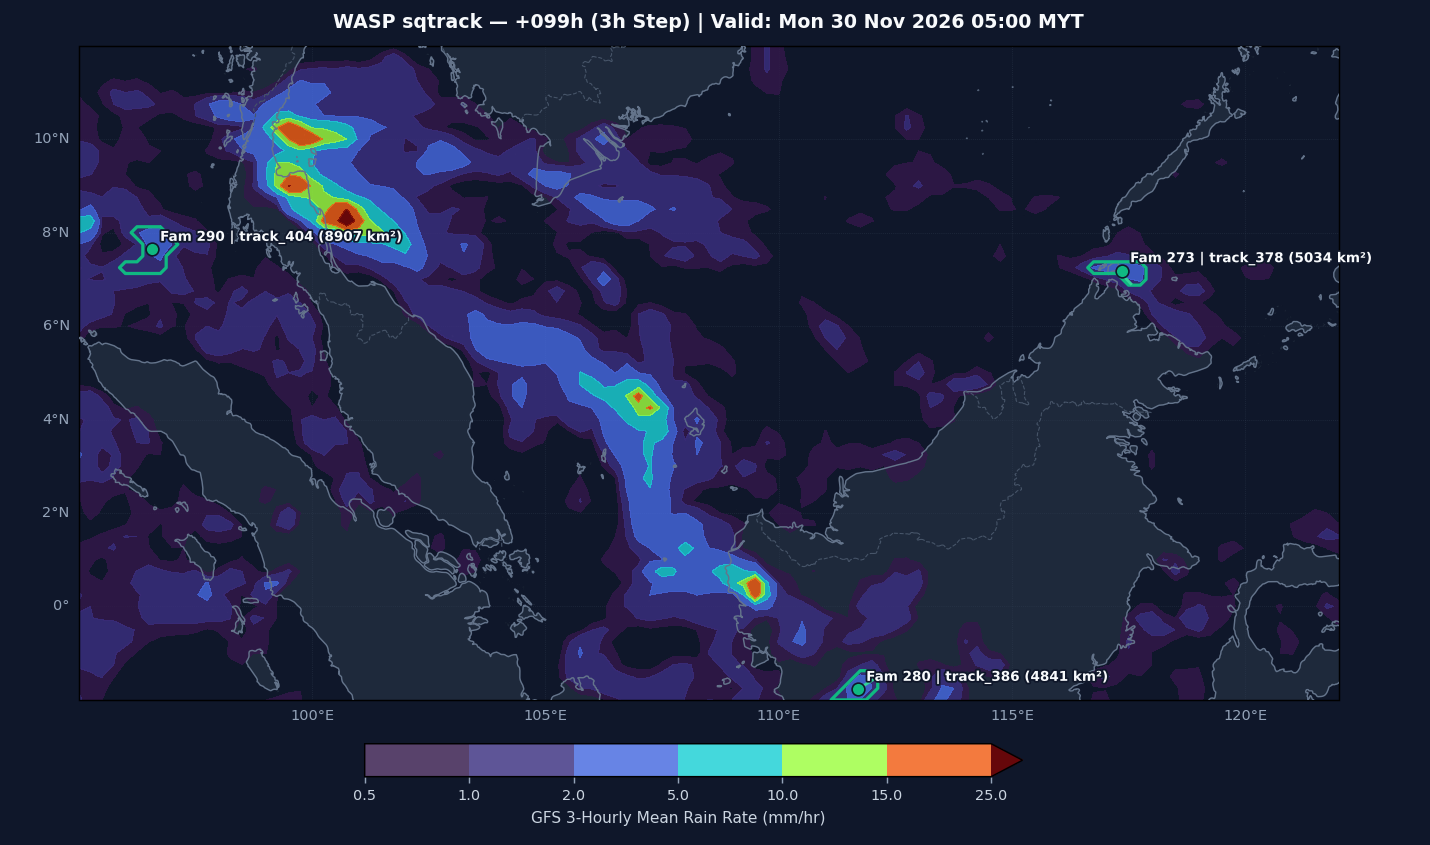 WASP sqtrack — +099h (3h Step) | Valid: Mon 30 Nov 2026 05:00 MYT
10°N
8°N
6°N
4°N
2°N
0°
Fam 290 | track_404 (8907 km²)
Fam 273 | track_378 (5034 km²)
Fam 280 | track_386 (4841 km²)
100°E 105°E 110°E 115°E 120°E
0.5 1.0 2.0 5.0 10.0 15.0 25.0
GFS 3-Hourly Mean Rain Rate (mm/hr)